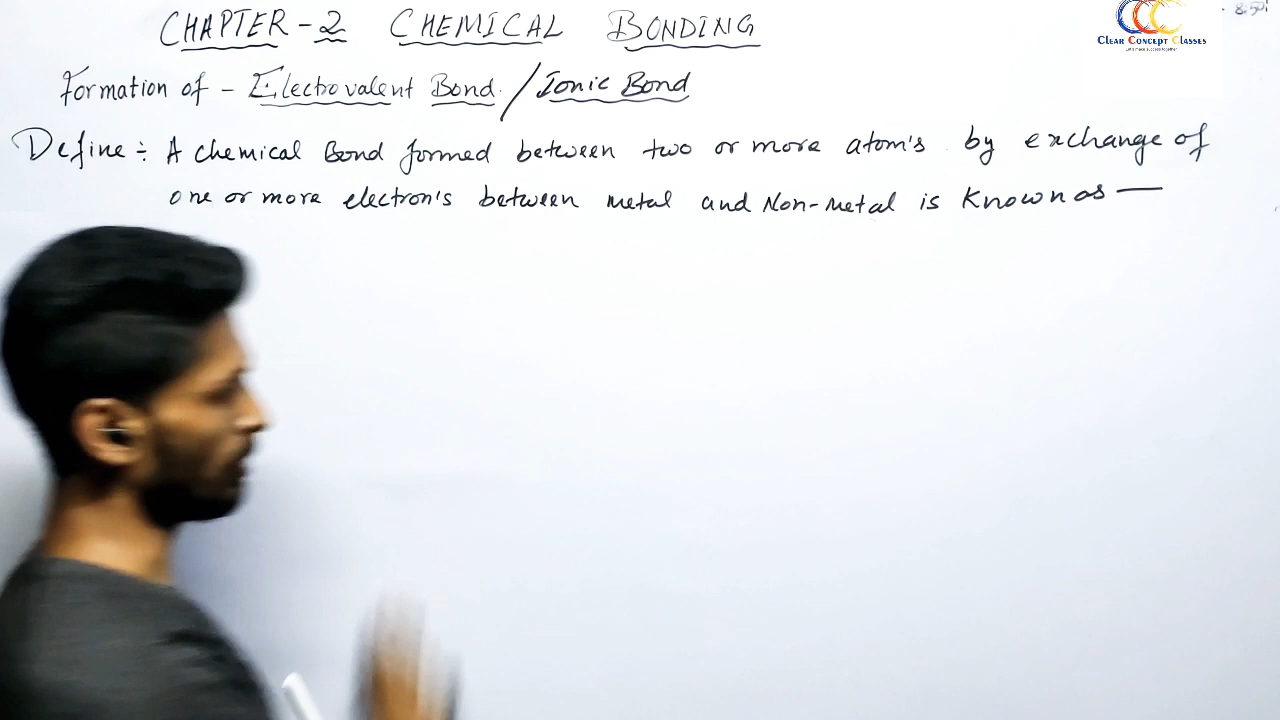 CHAPTER-2 CHEMICAL BONDING
CLEAR CONCEPT CLASSES
Formation of - Electrovalent Bond. / Ionic Bond
Define ÷ A chemical Bond formed between two or more atom's by exchange of
one or more electron's between metal and Non-metal is Known as —